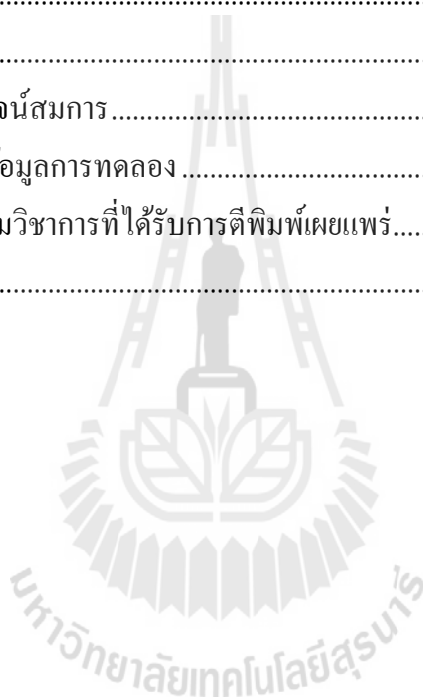 .......................................................
.......................................................
จน์สมการ.......................................
อมูลการทดลอง..............................
มวิชาการที่ได้รับการตีพิมพ์เผยแพร่.....
.......................................................
มหาวิทยาลัยเทคโนโลยีสุรนารี